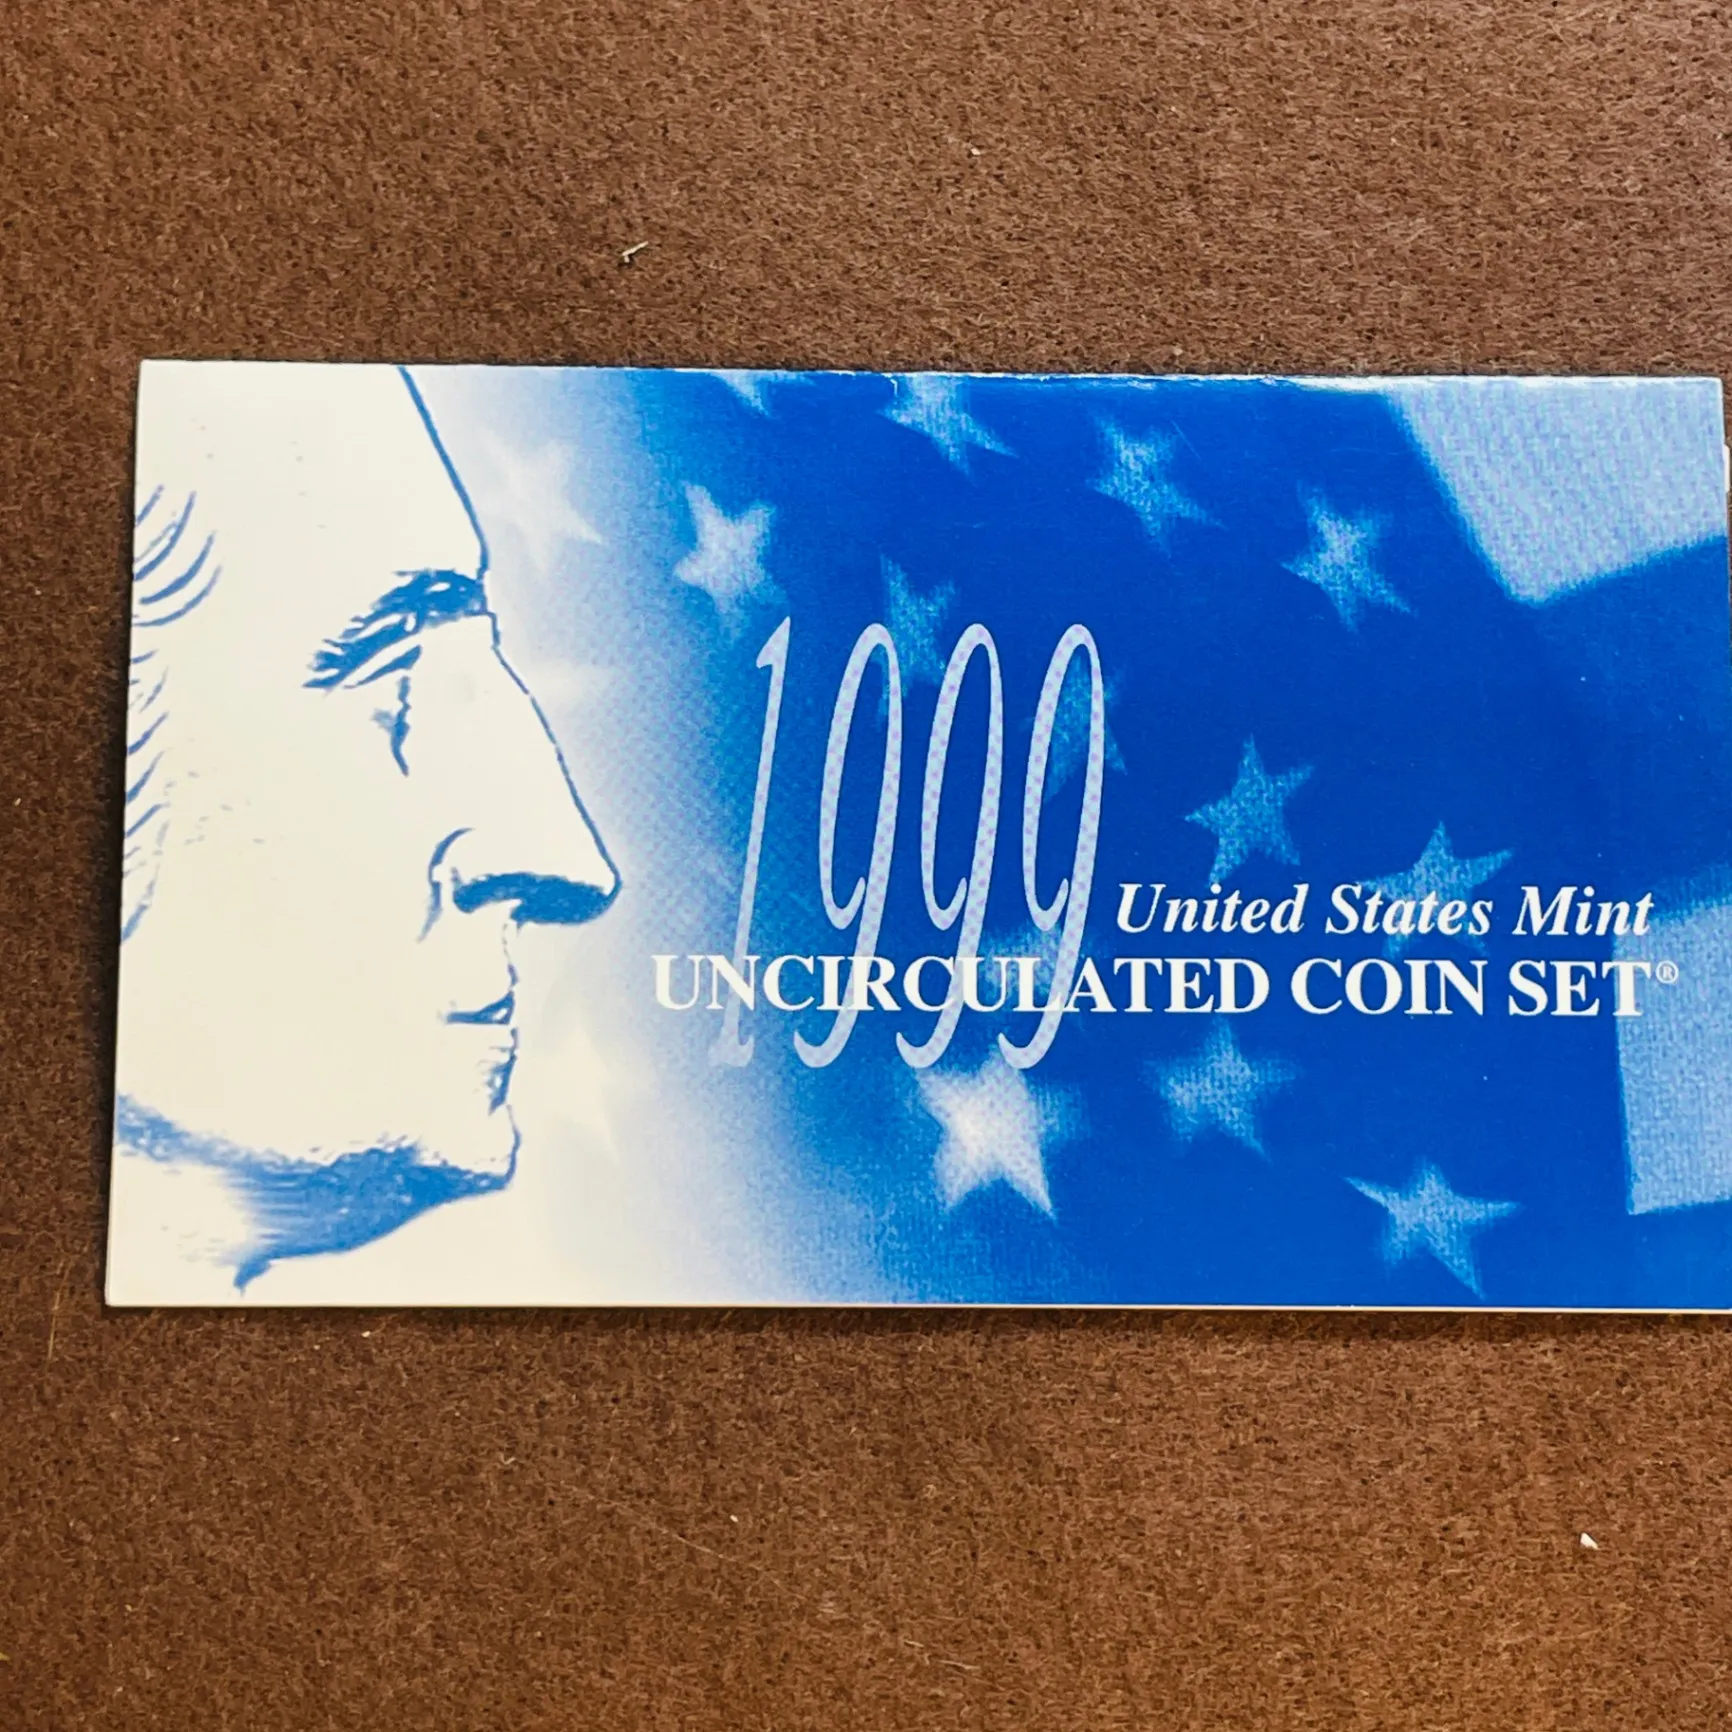 1999
United States Mint
UNCIRCULATED COIN SET®